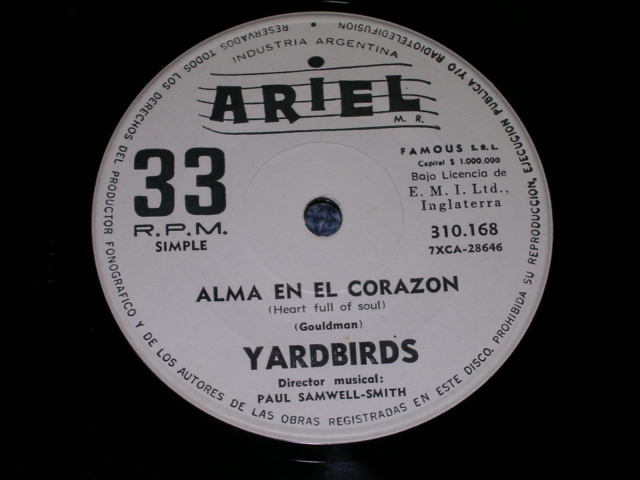 INDUSTRIA ARGENTINA
ARIEL
M. R.
33
R.P.M.
SIMPLE
FAMOUS S.R.L.
Capital $ 1.000.000
Bajo Licencia de
E. M. I. Ltd.,
Inglaterra
310.168
7XCA-28646
ALMA EN EL CORAZON
(Heart full of soul)
(Gouldman)
YARDBIRDS
Director musical:
PAUL SAMWELL-SMITH
RESERVADOS TODOS LOS DERECHOS DEL PRODUCTOR FONOGRAFICO Y DE LOS AUTORES DE LAS OBRAS REGISTRADAS EN ESTE DISCO. PROHIBIDA SU REPRODUCCION, EJECUCION PUBLICA Y/O RADIOTELEDIFUSION